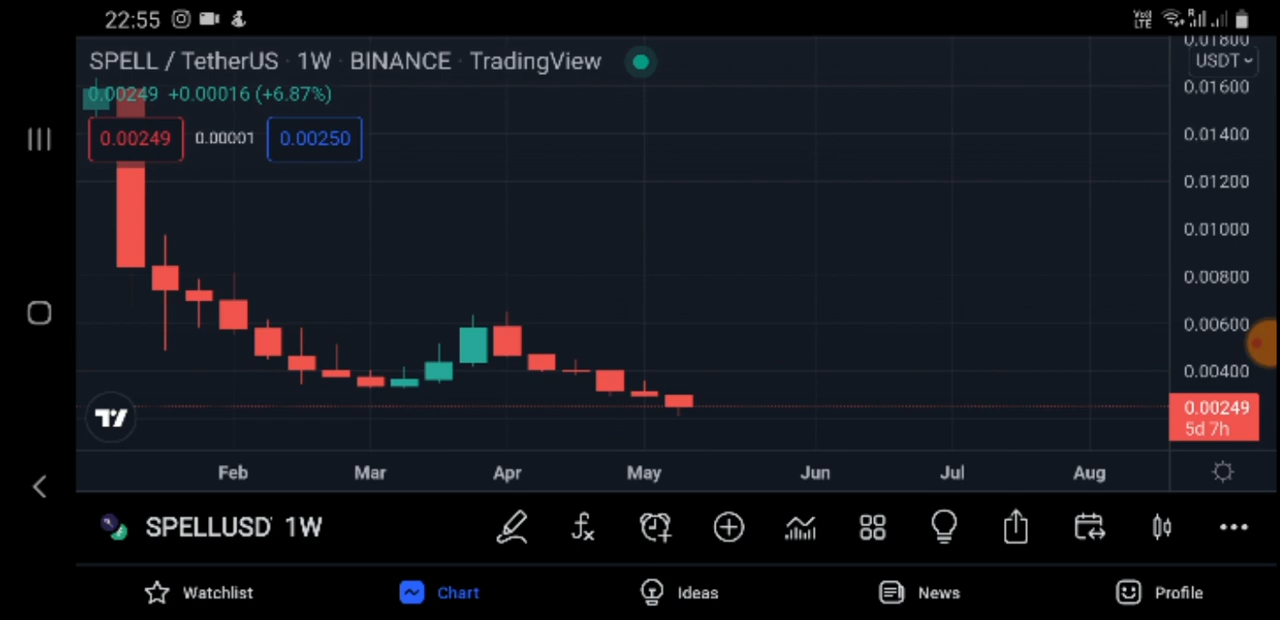 22:55
VoD LTE R
SPELL / TetherUS · 1W · BINANCE · TradingView
0.00249 +0.00016 (+6.87%)
0.00249 0.00001 0.00250
0.01800
USDT
0.01600
0.01400
0.01200
0.01000
0.00800
0.00600
0.00400
0.00249
5d 7h
Feb Mar Apr May Jun Jul Aug
SPELLUSD 1W
Watchlist Chart Ideas News Profile